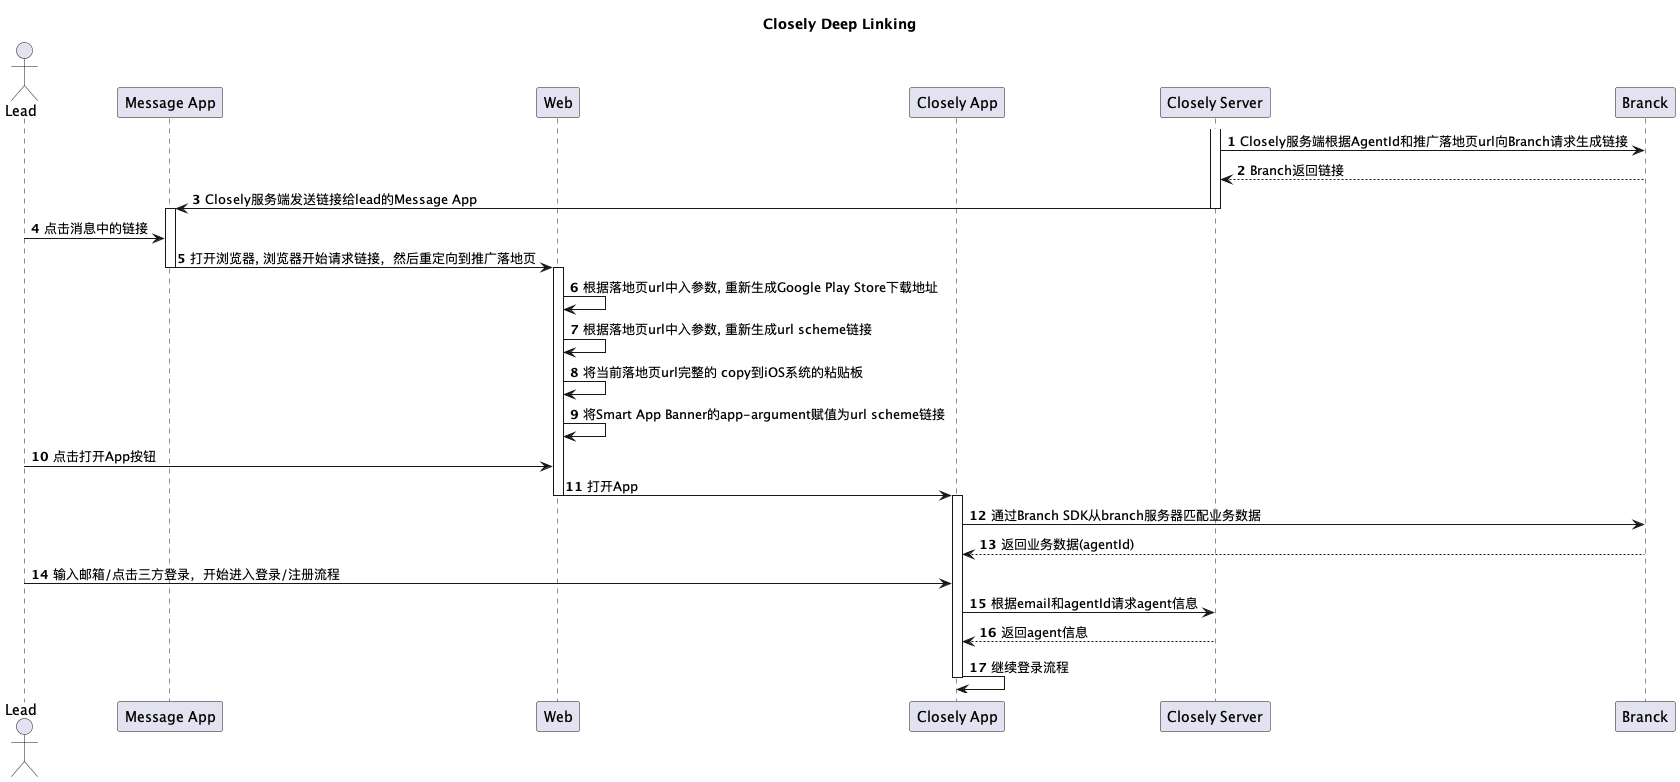 Closely Deep Linking
Lead
Message App
Web
Closely App
Closely Server
Branck
1 Closely服务端根据AgentId和推广落地页url向Branch请求生成链接
2 Branch返回链接
3 Closely服务端发送链接给lead的Message App
4 点击消息中的链接
5 打开浏览器, 浏览器开始请求链接，然后重定向到推广落地页
6 根据落地页url中入参数, 重新生成Google Play Store下载地址
7 根据落地页url中入参数, 重新生成url scheme链接
8 将当前落地页url完整的 copy到iOS系统的粘贴板
9 将Smart App Banner的app-argument赋值为url scheme链接
10 点击打开App按钮
11 打开App
12 通过Branch SDK从branch服务器匹配业务数据
13 返回业务数据(agentId)
14 输入邮箱/点击三方登录，开始进入登录/注册流程
15 根据email和agentId请求agent信息
16 返回agent信息
17 继续登录流程
Lead
Message App
Web
Closely App
Closely Server
Branck